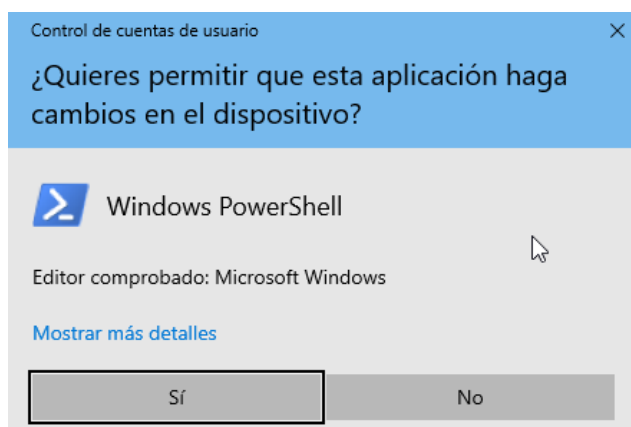 Control de cuentas de usuario
¿Quieres permitir que esta aplicación haga
cambios en el dispositivo?
Windows PowerShell
Editor comprobado: Microsoft Windows
Mostrar más detalles
Sí
No